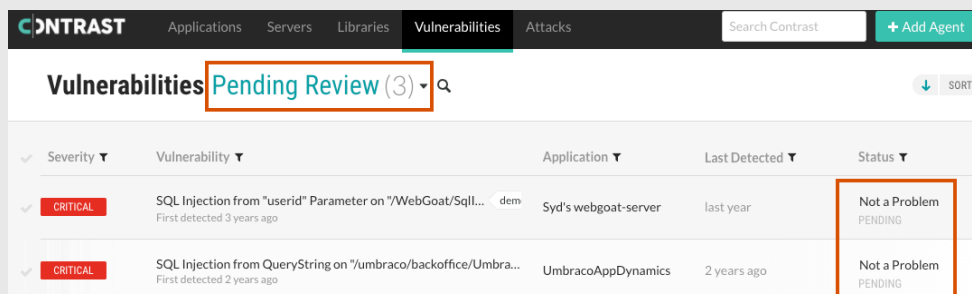 CONTRAST Applications Servers Libraries Vulnerabilities Attacks Search Contrast + Add Agent
Vulnerabilities Pending Review (3) SORT
Severity Vulnerability Application Last Detected Status
CRITICAL SQL Injection from "userid" Parameter on "/WebGoat/SqlI... dem Syd's webgoat-server last year Not a Problem
First detected 3 years ago PENDING
CRITICAL SQL Injection from QueryString on "/umbraco/backoffice/Umbra... UmbracoAppDynamics 2 years ago Not a Problem
First detected 2 years ago PENDING